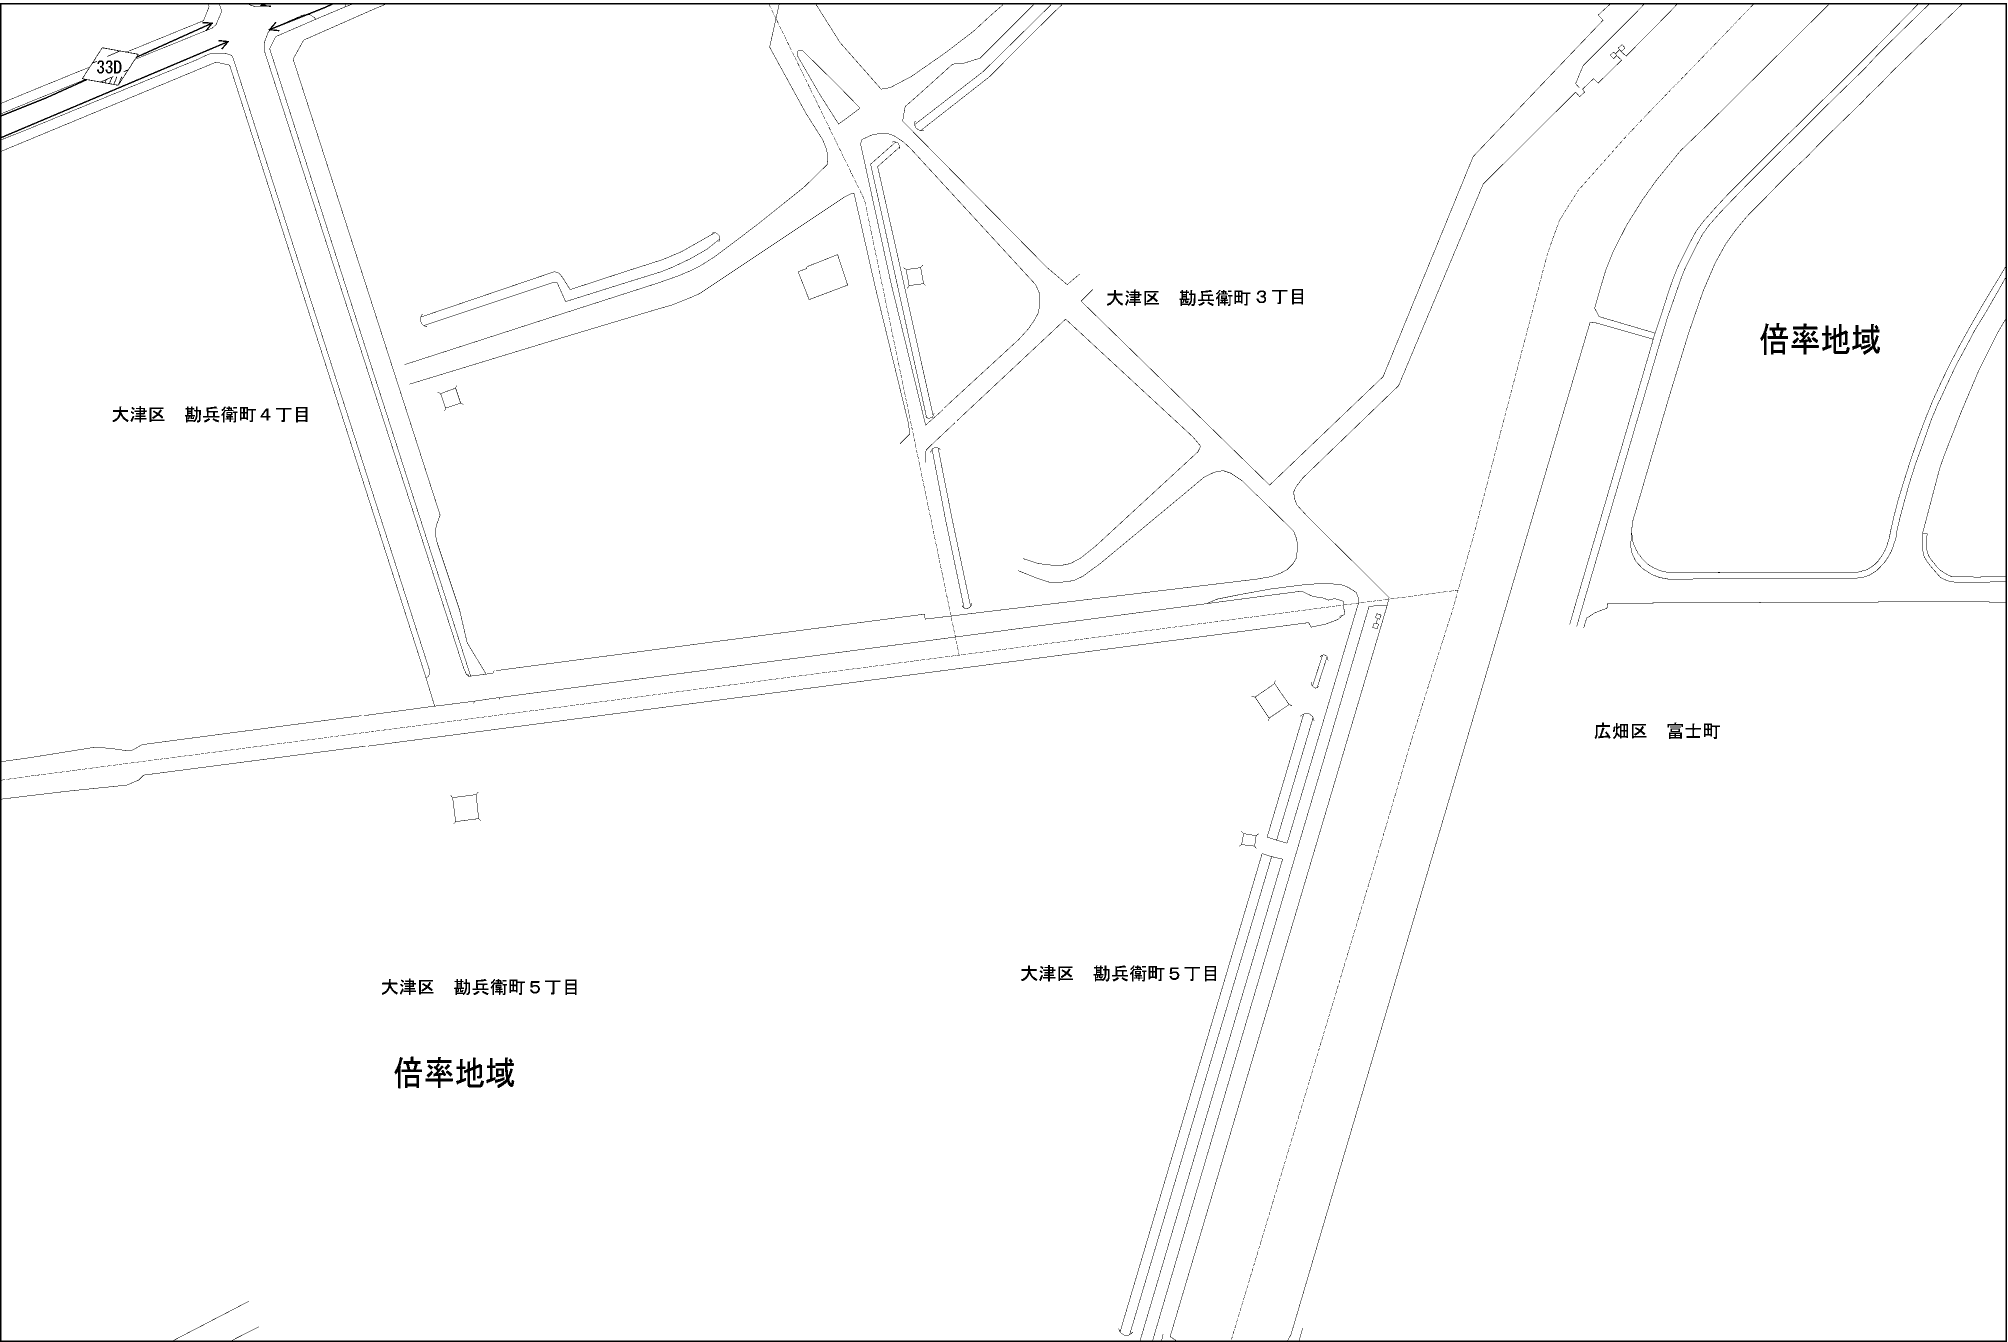 33D
大津区　勘兵衛町３丁目
倍率地域
大津区　勘兵衛町４丁目
広畑区　富士町
大津区　勘兵衛町５丁目
大津区　勘兵衛町５丁目
倍率地域